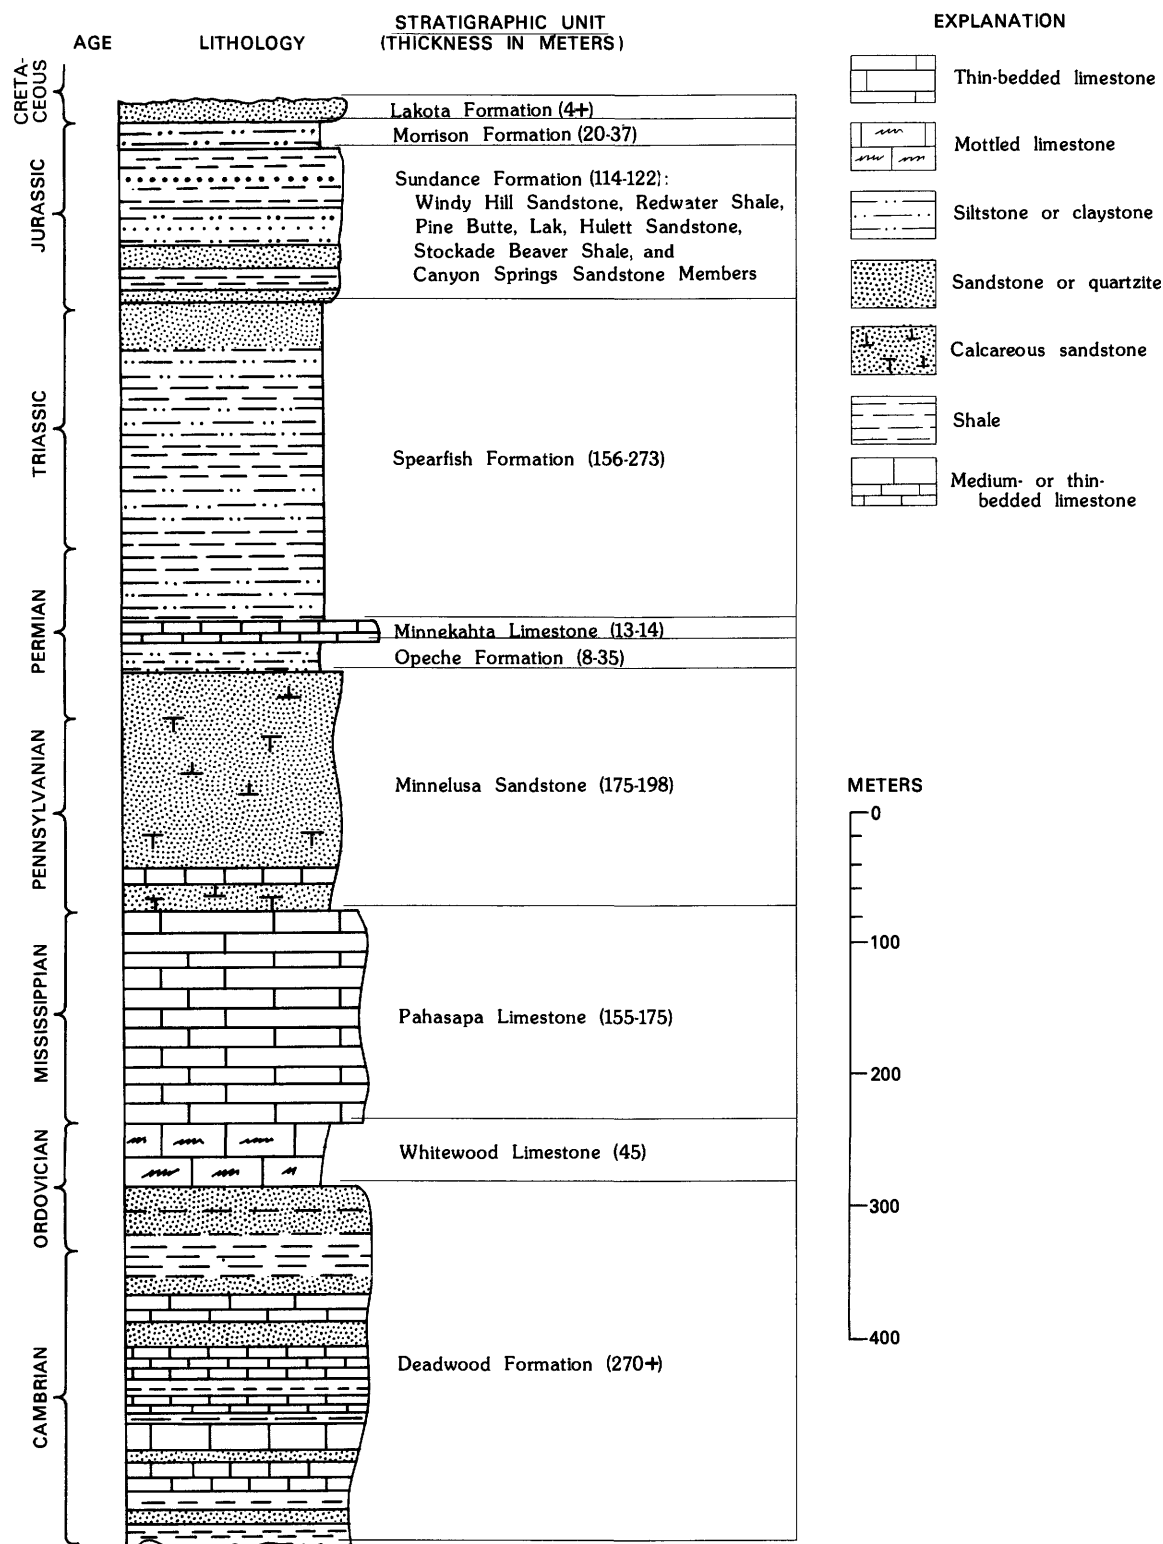 AGE
LITHOLOGY
STRATIGRAPHIC UNIT
(THICKNESS IN METERS)
CRETA-
CEOUS
JURASSIC
TRIASSIC
PERMIAN
PENNSYLVANIAN
MISSISSIPPIAN
ORDOVICIAN
CAMBRIAN
Lakota Formation (4+)
Morrison Formation (20-37)
Sundance Formation (114-122):
Windy Hill Sandstone, Redwater Shale,
Pine Butte, Lak, Hulett Sandstone,
Stockade Beaver Shale, and
Canyon Springs Sandstone Members
Spearfish Formation (156-273)
Minnekahta Limestone (13-14)
Opeche Formation (8-35)
Minnelusa Sandstone (175-198)
Pahasapa Limestone (155-175)
Whitewood Limestone (45)
Deadwood Formation (270+)
EXPLANATION
Thin-bedded limestone
Mottled limestone
Siltstone or claystone
Sandstone or quartzite
Calcareous sandstone
Shale
Medium- or thin-
bedded limestone
METERS
0
100
200
300
400